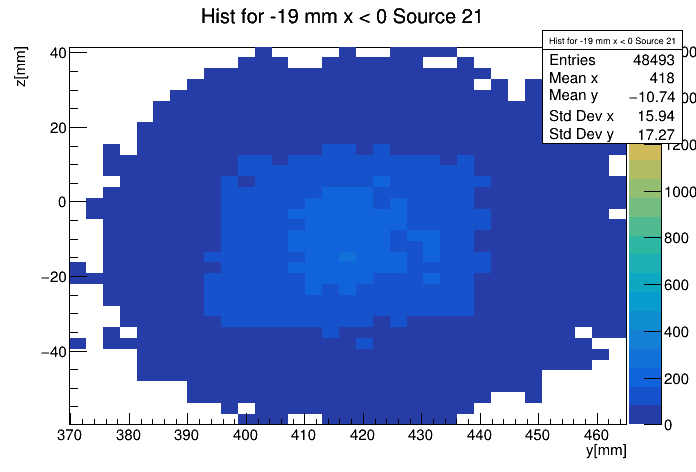 Hist for -19 mm x < 0 Source 21
Hist for -19 mm x < 0 Source 21
Entries 48493
Mean x 418
Mean y −10.74
Std Dev x 15.94
Std Dev y 17.27
z[mm]
40
20
0
−20
−40
1200
1000
800
600
400
200
0
370 380 390 400 410 420 430 440 450 460
y[mm]